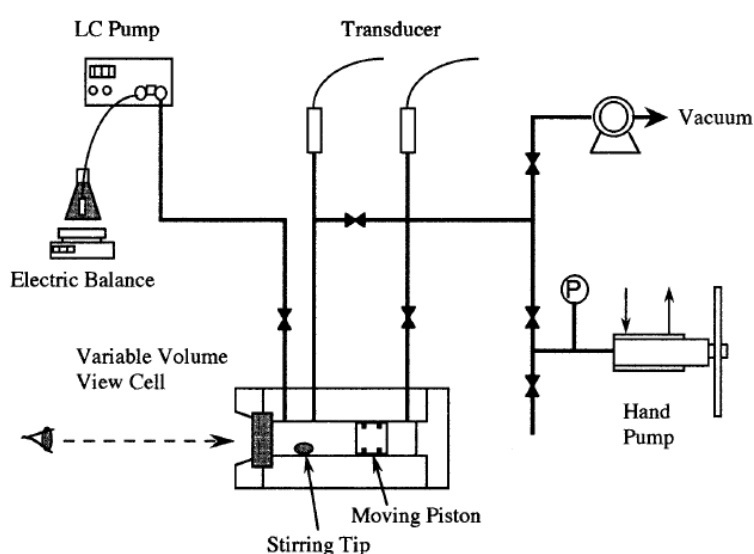 LC Pump
Transducer
Vacuum
Electric Balance
P
Variable Volume
View Cell
Hand
Pump
Moving Piston
Stirring Tip